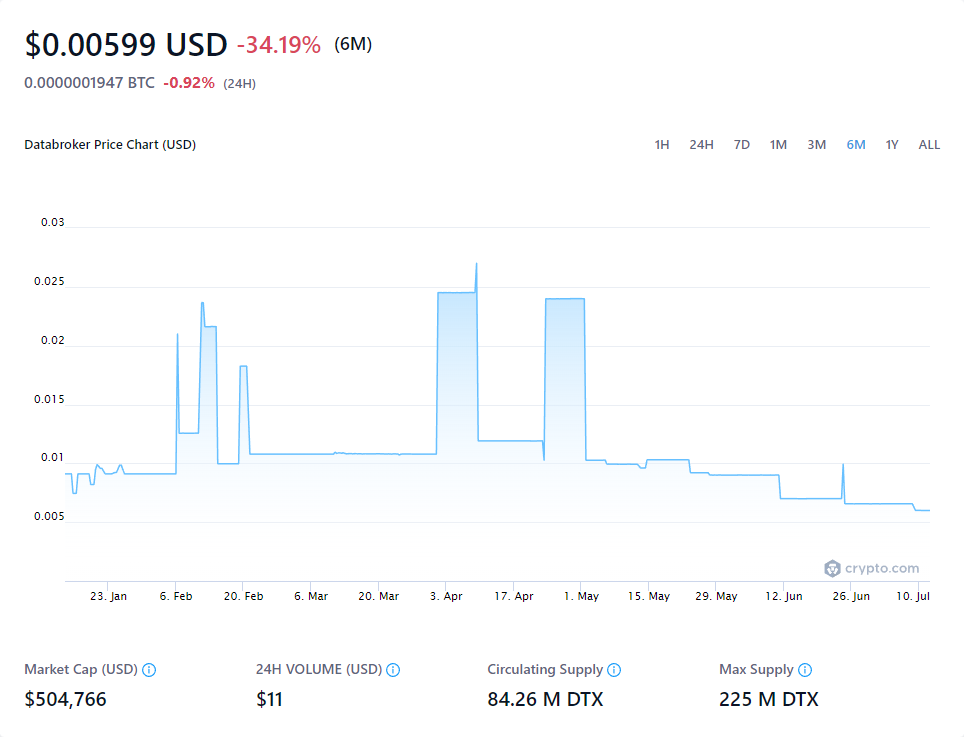 $0.00599 USD -34.19% (6M)
0.0000001947 BTC -0.92% (24H)
Databroker Price Chart (USD) 1H 24H 7D 1M 3M 6M 1Y ALL
0.03
0.025
0.02
0.015
0.01
0.005
crypto.com
23. Jan 6. Feb 20. Feb 6. Mar 20. Mar 3. Apr 17. Apr 1. May 15. May 29. May 12. Jun 26. Jun 10. Jul
Market Cap (USD) 24H VOLUME (USD) Circulating Supply Max Supply
$504,766 $11 84.26 M DTX 225 M DTX